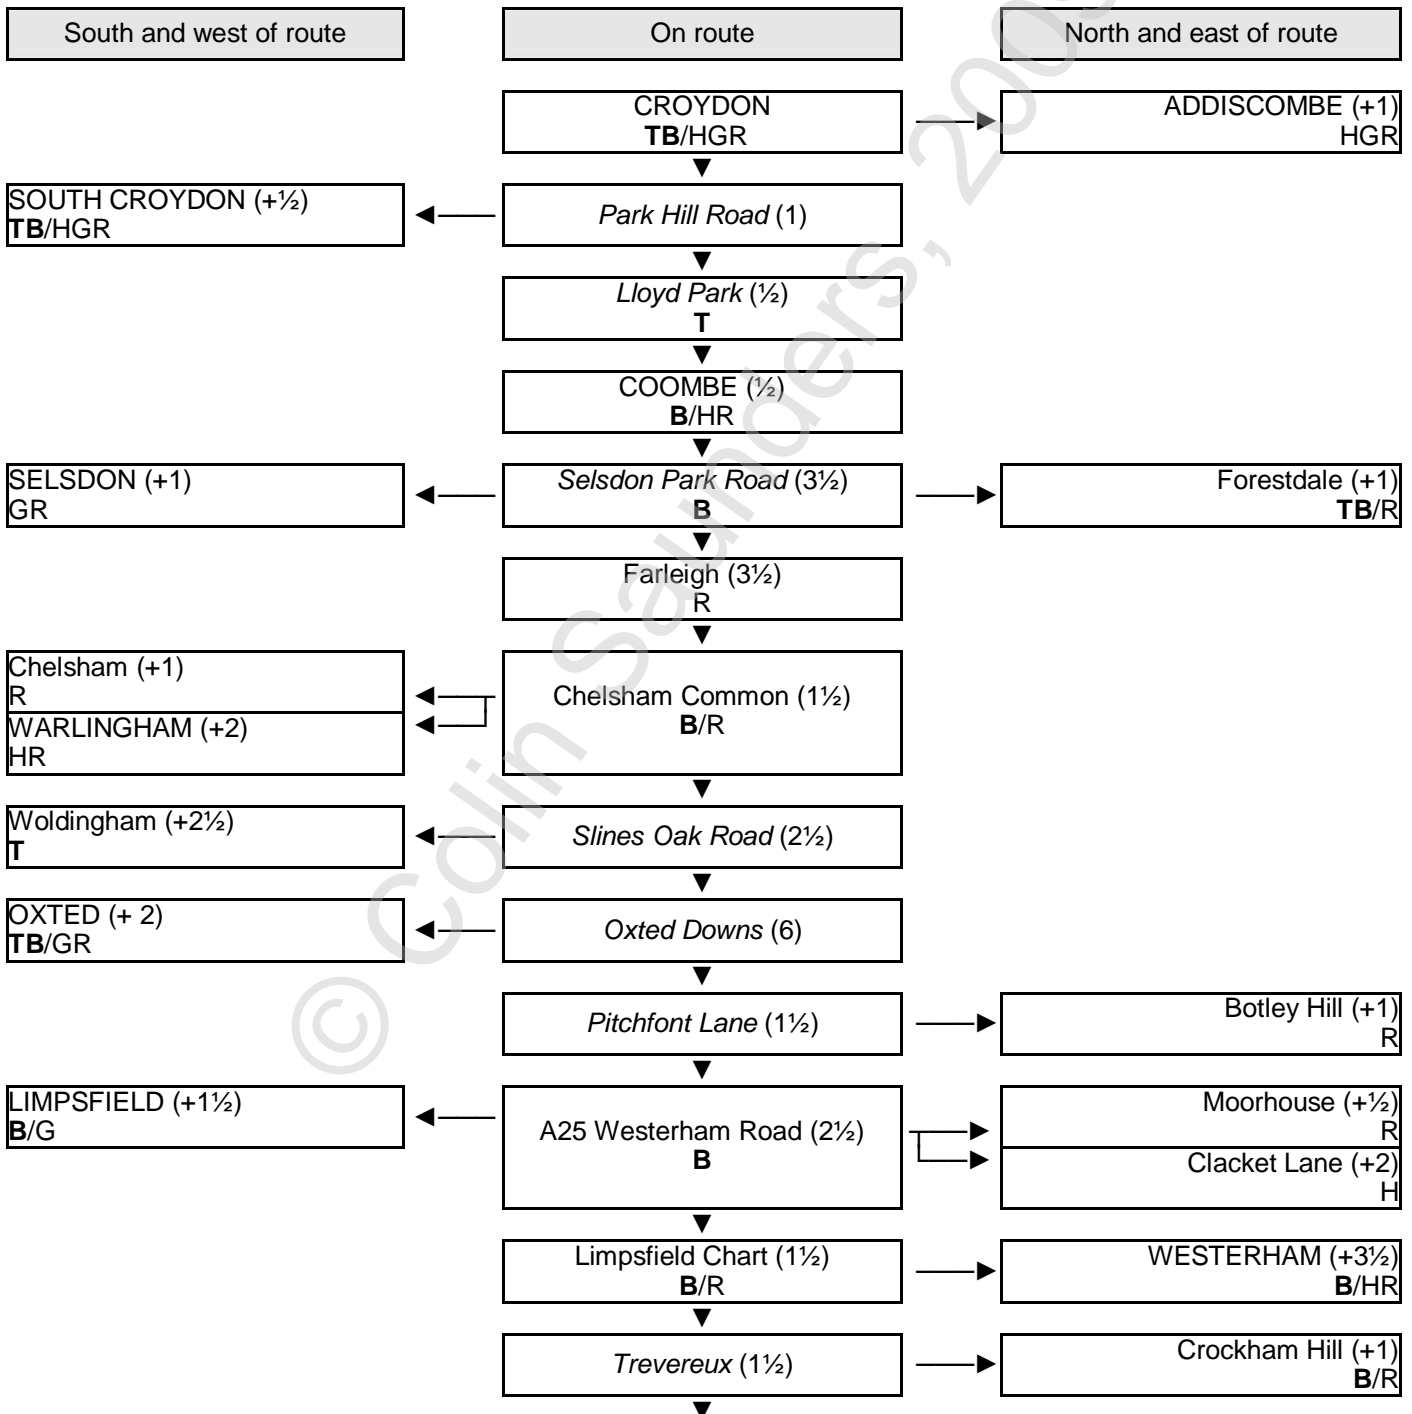 South and west of route
On route
North and east of route
CROYDON
TB/HGR
ADDISCOMBE (+1)
HGR
SOUTH CROYDON (+½)
TB/HGR
Park Hill Road (1)
Lloyd Park (½)
T
COOMBE (½)
B/HR
SELSDON (+1)
GR
Selsdon Park Road (3½)
B
Forestdale (+1)
TB/R
Farleigh (3½)
R
Chelsham (+1)
R
WARLINGHAM (+2)
HR
Chelsham Common (1½)
B/R
Woldingham (+2½)
T
Slines Oak Road (2½)
OXTED (+ 2)
TB/GR
Oxted Downs (6)
Pitchfont Lane (1½)
Botley Hill (+1)
R
LIMPSFIELD (+1½)
B/G
A25 Westerham Road (2½)
B
Moorhouse (+½)
R
Clacket Lane (+2)
H
Limpsfield Chart (1½)
B/R
WESTERHAM (+3½)
B/HR
Trevereux (1½)
Crockham Hill (+1)
B/R
© Colin Saunders, 200